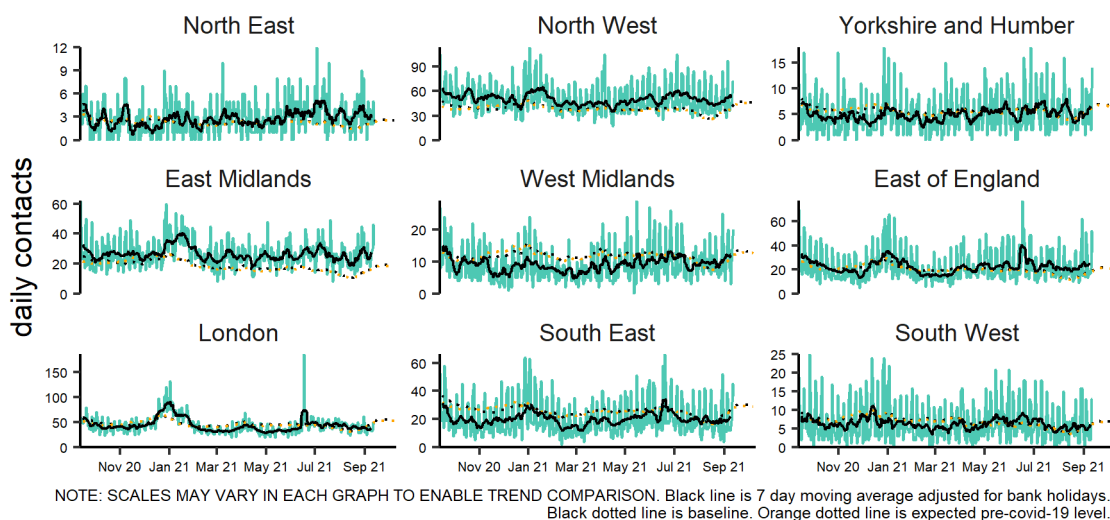 North East North West Yorkshire and Humber
12 9 6 3 0
90 60 30 0
15 10 5 0
daily contacts
East Midlands West Midlands East of England
60 40 20 0
20 10 0
60 40 20 0
London South East South West
150 100 50 0
60 40 20 0
25 20 15 10 5 0
Nov 20 Jan 21 Mar 21 May 21 Jul 21 Sep 21
Nov 20 Jan 21 Mar 21 May 21 Jul 21 Sep 21
Nov 20 Jan 21 Mar 21 May 21 Jul 21 Sep 21
NOTE: SCALES MAY VARY IN EACH GRAPH TO ENABLE TREND COMPARISON. Black line is 7 day moving average adjusted for bank holidays.
Black dotted line is baseline. Orange dotted line is expected pre-covid-19 level.